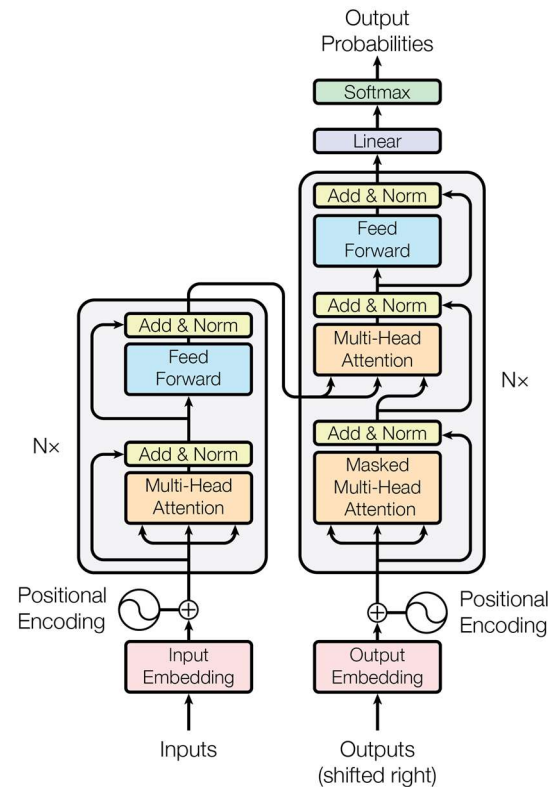 Output
Probabilities
Softmax
Linear
Add & Norm
Feed
Forward
Add & Norm
Multi-Head
Attention
Add & Norm
Masked
Multi-Head
Attention
N×
Add & Norm
Feed
Forward
Add & Norm
Multi-Head
Attention
N×
Positional
Encoding
Positional
Encoding
Input
Embedding
Output
Embedding
Inputs
Outputs
(shifted right)